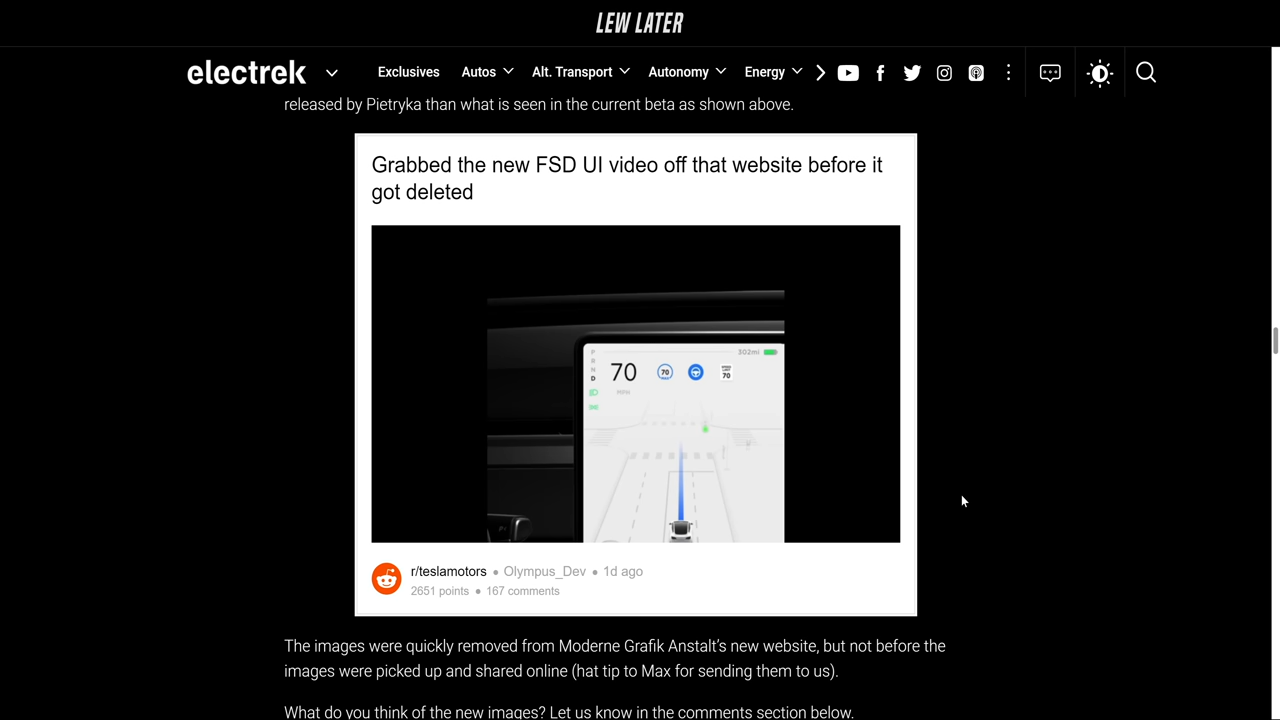 LEW LATER
electrek Exclusives Autos Alt. Transport Autonomy Energy
released by Pietryka than what is seen in the current beta as shown above.
Grabbed the new FSD UI video off that website before it
got deleted
P
R
N
D
302mi
70 70 SPEED LIMIT 70
MPH
r/teslamotors • Olympus_Dev • 1d ago
2651 points • 167 comments
The images were quickly removed from Moderne Grafik Anstalt's new website, but not before the
images were picked up and shared online (hat tip to Max for sending them to us).
What do you think of the new images? Let us know in the comments section below.